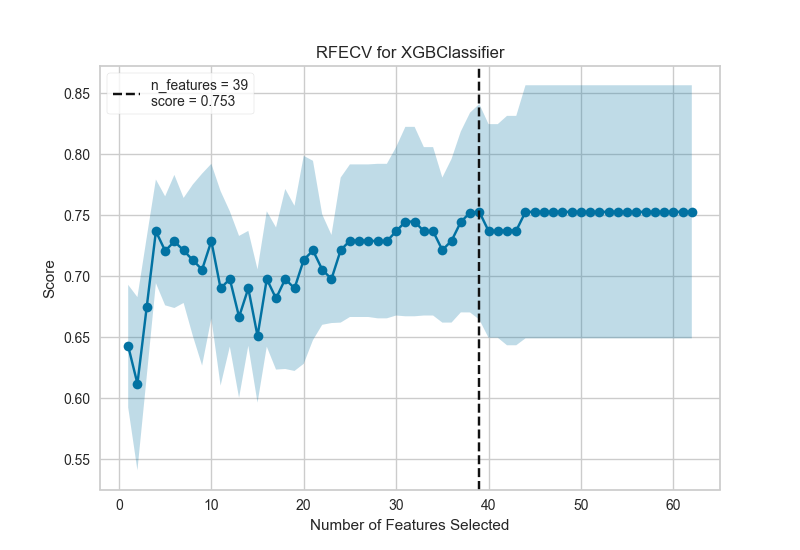 RFECV for XGBClassifier
n_features = 39
score = 0.753
0.85
0.80
0.75
0.70
0.65
0.60
0.55
Score
0 10 20 30 40 50 60
Number of Features Selected